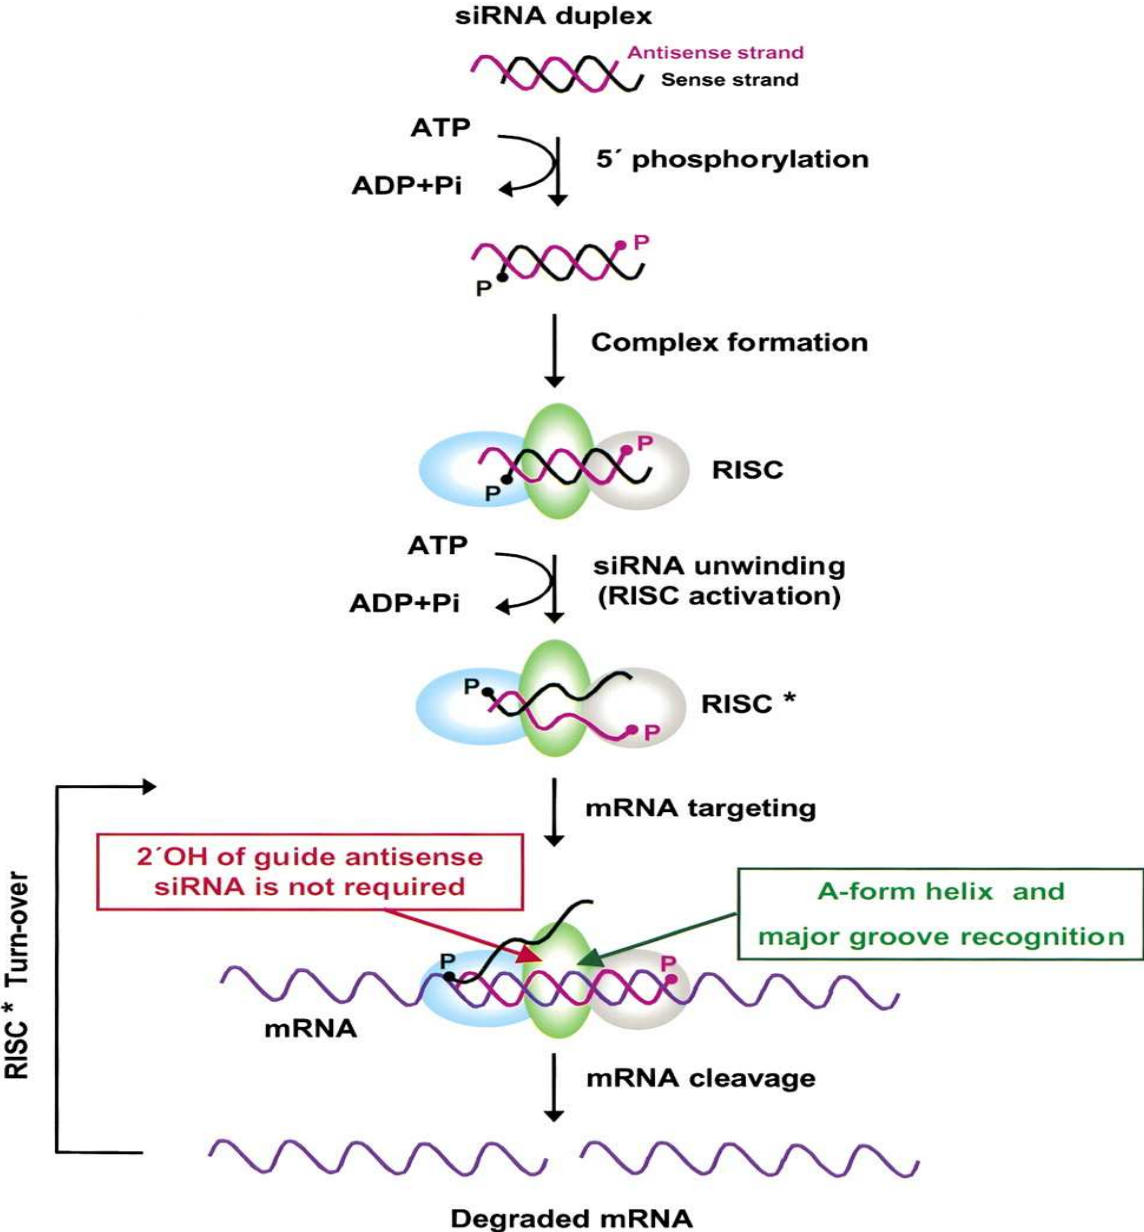 siRNA duplex
Antisense strand
Sense strand
ATP
5´ phosphorylation
ADP+Pi
P
P
Complex formation
P
RISC
P
ATP
siRNA unwinding
(RISC activation)
ADP+Pi
P
RISC *
P
mRNA targeting
2´OH of guide antisense
siRNA is not required
A-form helix and
major groove recognition
RISC * Turn-over
P
P
mRNA
mRNA cleavage
Degraded mRNA